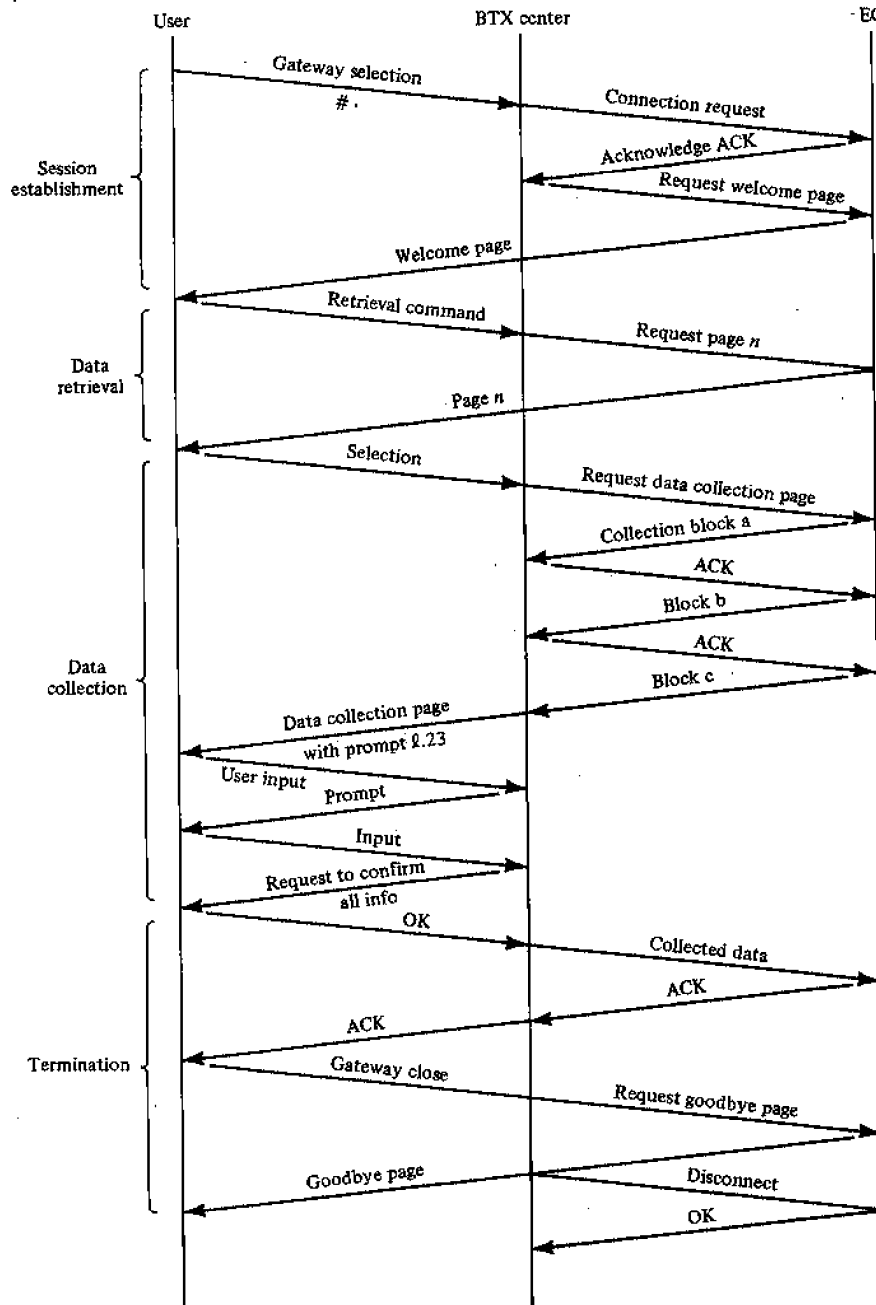 User
BTX center
EC
Gateway selection
#
Connection request
Acknowledge ACK
Session
establishment
Request welcome page
Welcome page
Retrieval command
Request page n
Data
retrieval
Page n
Selection
Request data collection page
Collection block a
ACK
Block b
ACK
Data
collection
Block c
Data collection page
with prompt ℓ.23
User input
Prompt
Input
Request to confirm
all info
OK
Collected data
ACK
ACK
Termination
Gateway close
Request goodbye page
Goodbye page
Disconnect
OK